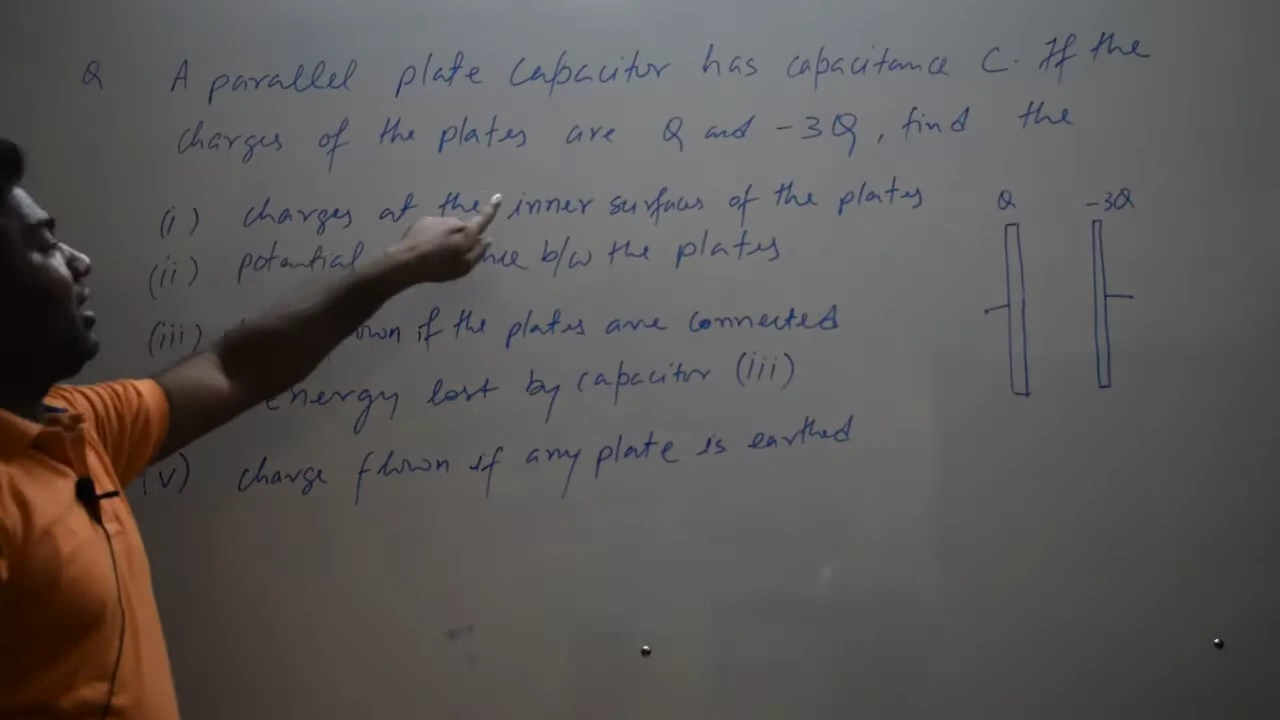 Q A parallel plate capacitor has capacitance C. If the
charges of the plates are Q and -3Q, find the
(i) charges at the inner surfaces of the plates
(ii) potential b/w the plates
(iii) if the plates are connected
energy lost by capacitor (iii)
(v) charge flown if any plate is earthed
Q -3Q